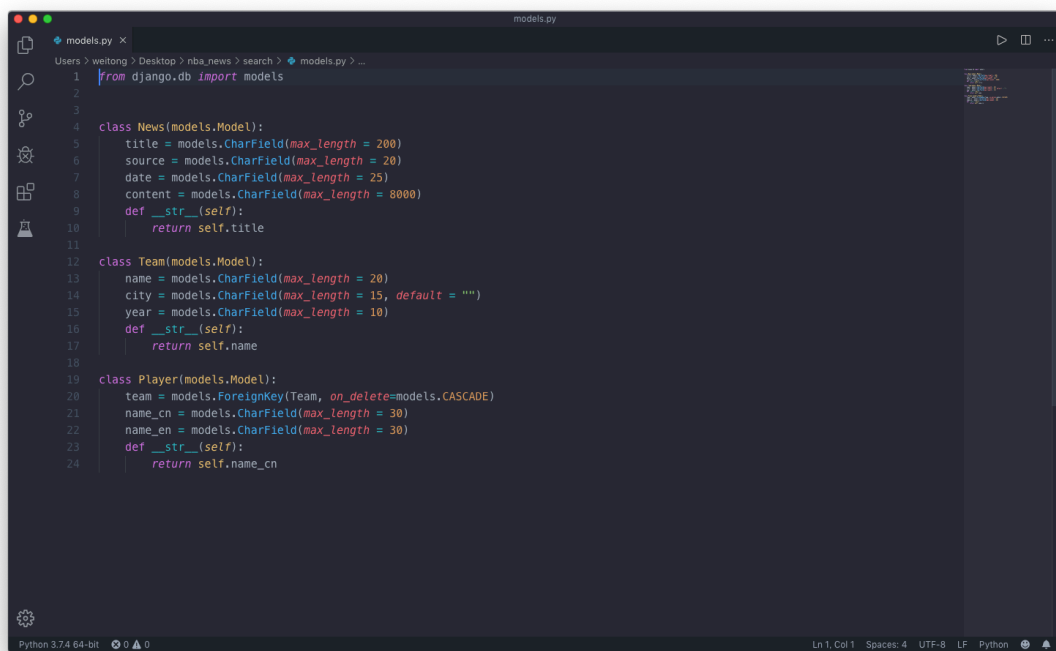 models.py
models.py ×
Users > weitong > Desktop > nba_news > search > models.py > ...
1 from django.db import models
2
3
4 class News(models.Model):
5     title = models.CharField(max_length = 200)
6     source = models.CharField(max_length = 20)
7     date = models.CharField(max_length = 25)
8     content = models.CharField(max_length = 8000)
9     def __str__(self):
10         return self.title
11
12 class Team(models.Model):
13     name = models.CharField(max_length = 20)
14     city = models.CharField(max_length = 15, default = "")
15     year = models.CharField(max_length = 10)
16     def __str__(self):
17         return self.name
18
19 class Player(models.Model):
20     team = models.ForeignKey(Team, on_delete=models.CASCADE)
21     name_cn = models.CharField(max_length = 30)
22     name_en = models.CharField(max_length = 30)
23     def __str__(self):
24         return self.name_cn
Python 3.7.4 64-bit 0 0 Ln 1, Col 1 Spaces: 4 UTF-8 LF Python